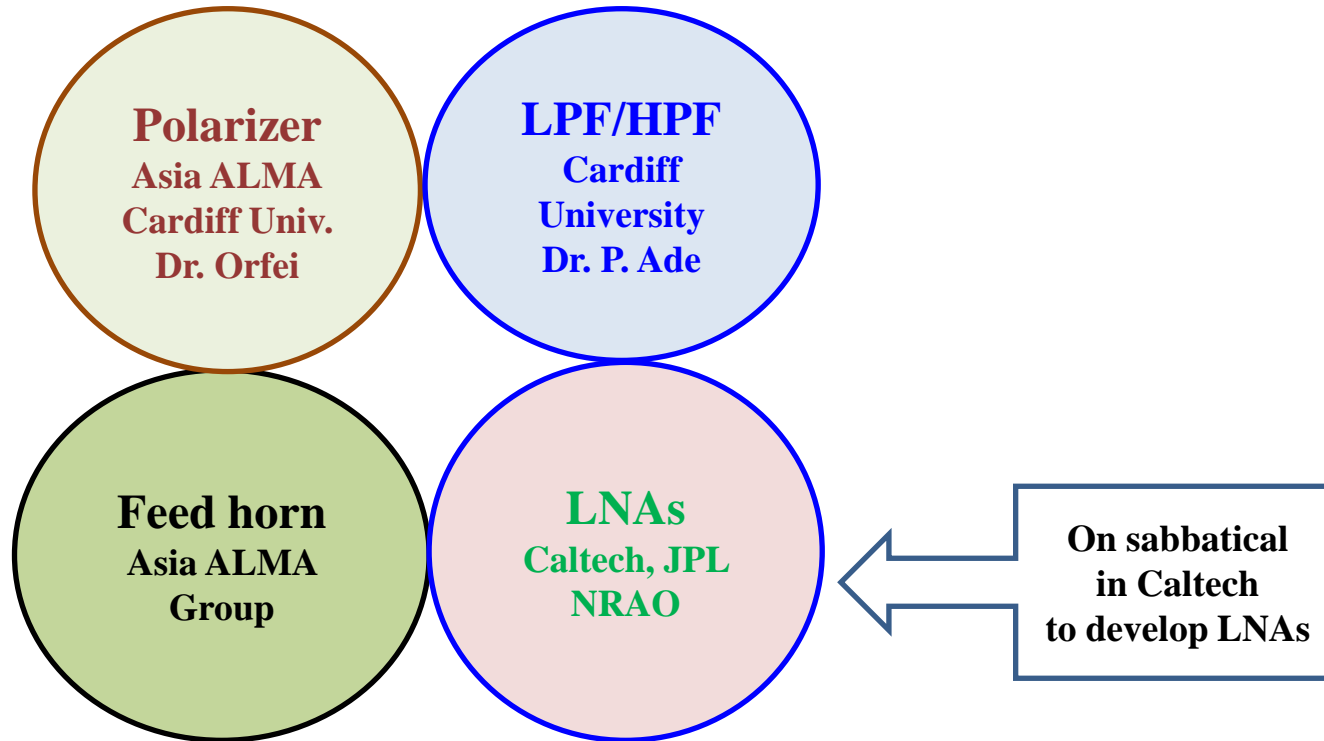 Polarizer
Asia ALMA
Cardiff Univ.
Dr. Orfei
LPF/HPF
Cardiff
University
Dr. P. Ade
Feed horn
Asia ALMA
Group
LNAs
Caltech, JPL
NRAO
On sabbatical
in Caltech
to develop LNAs